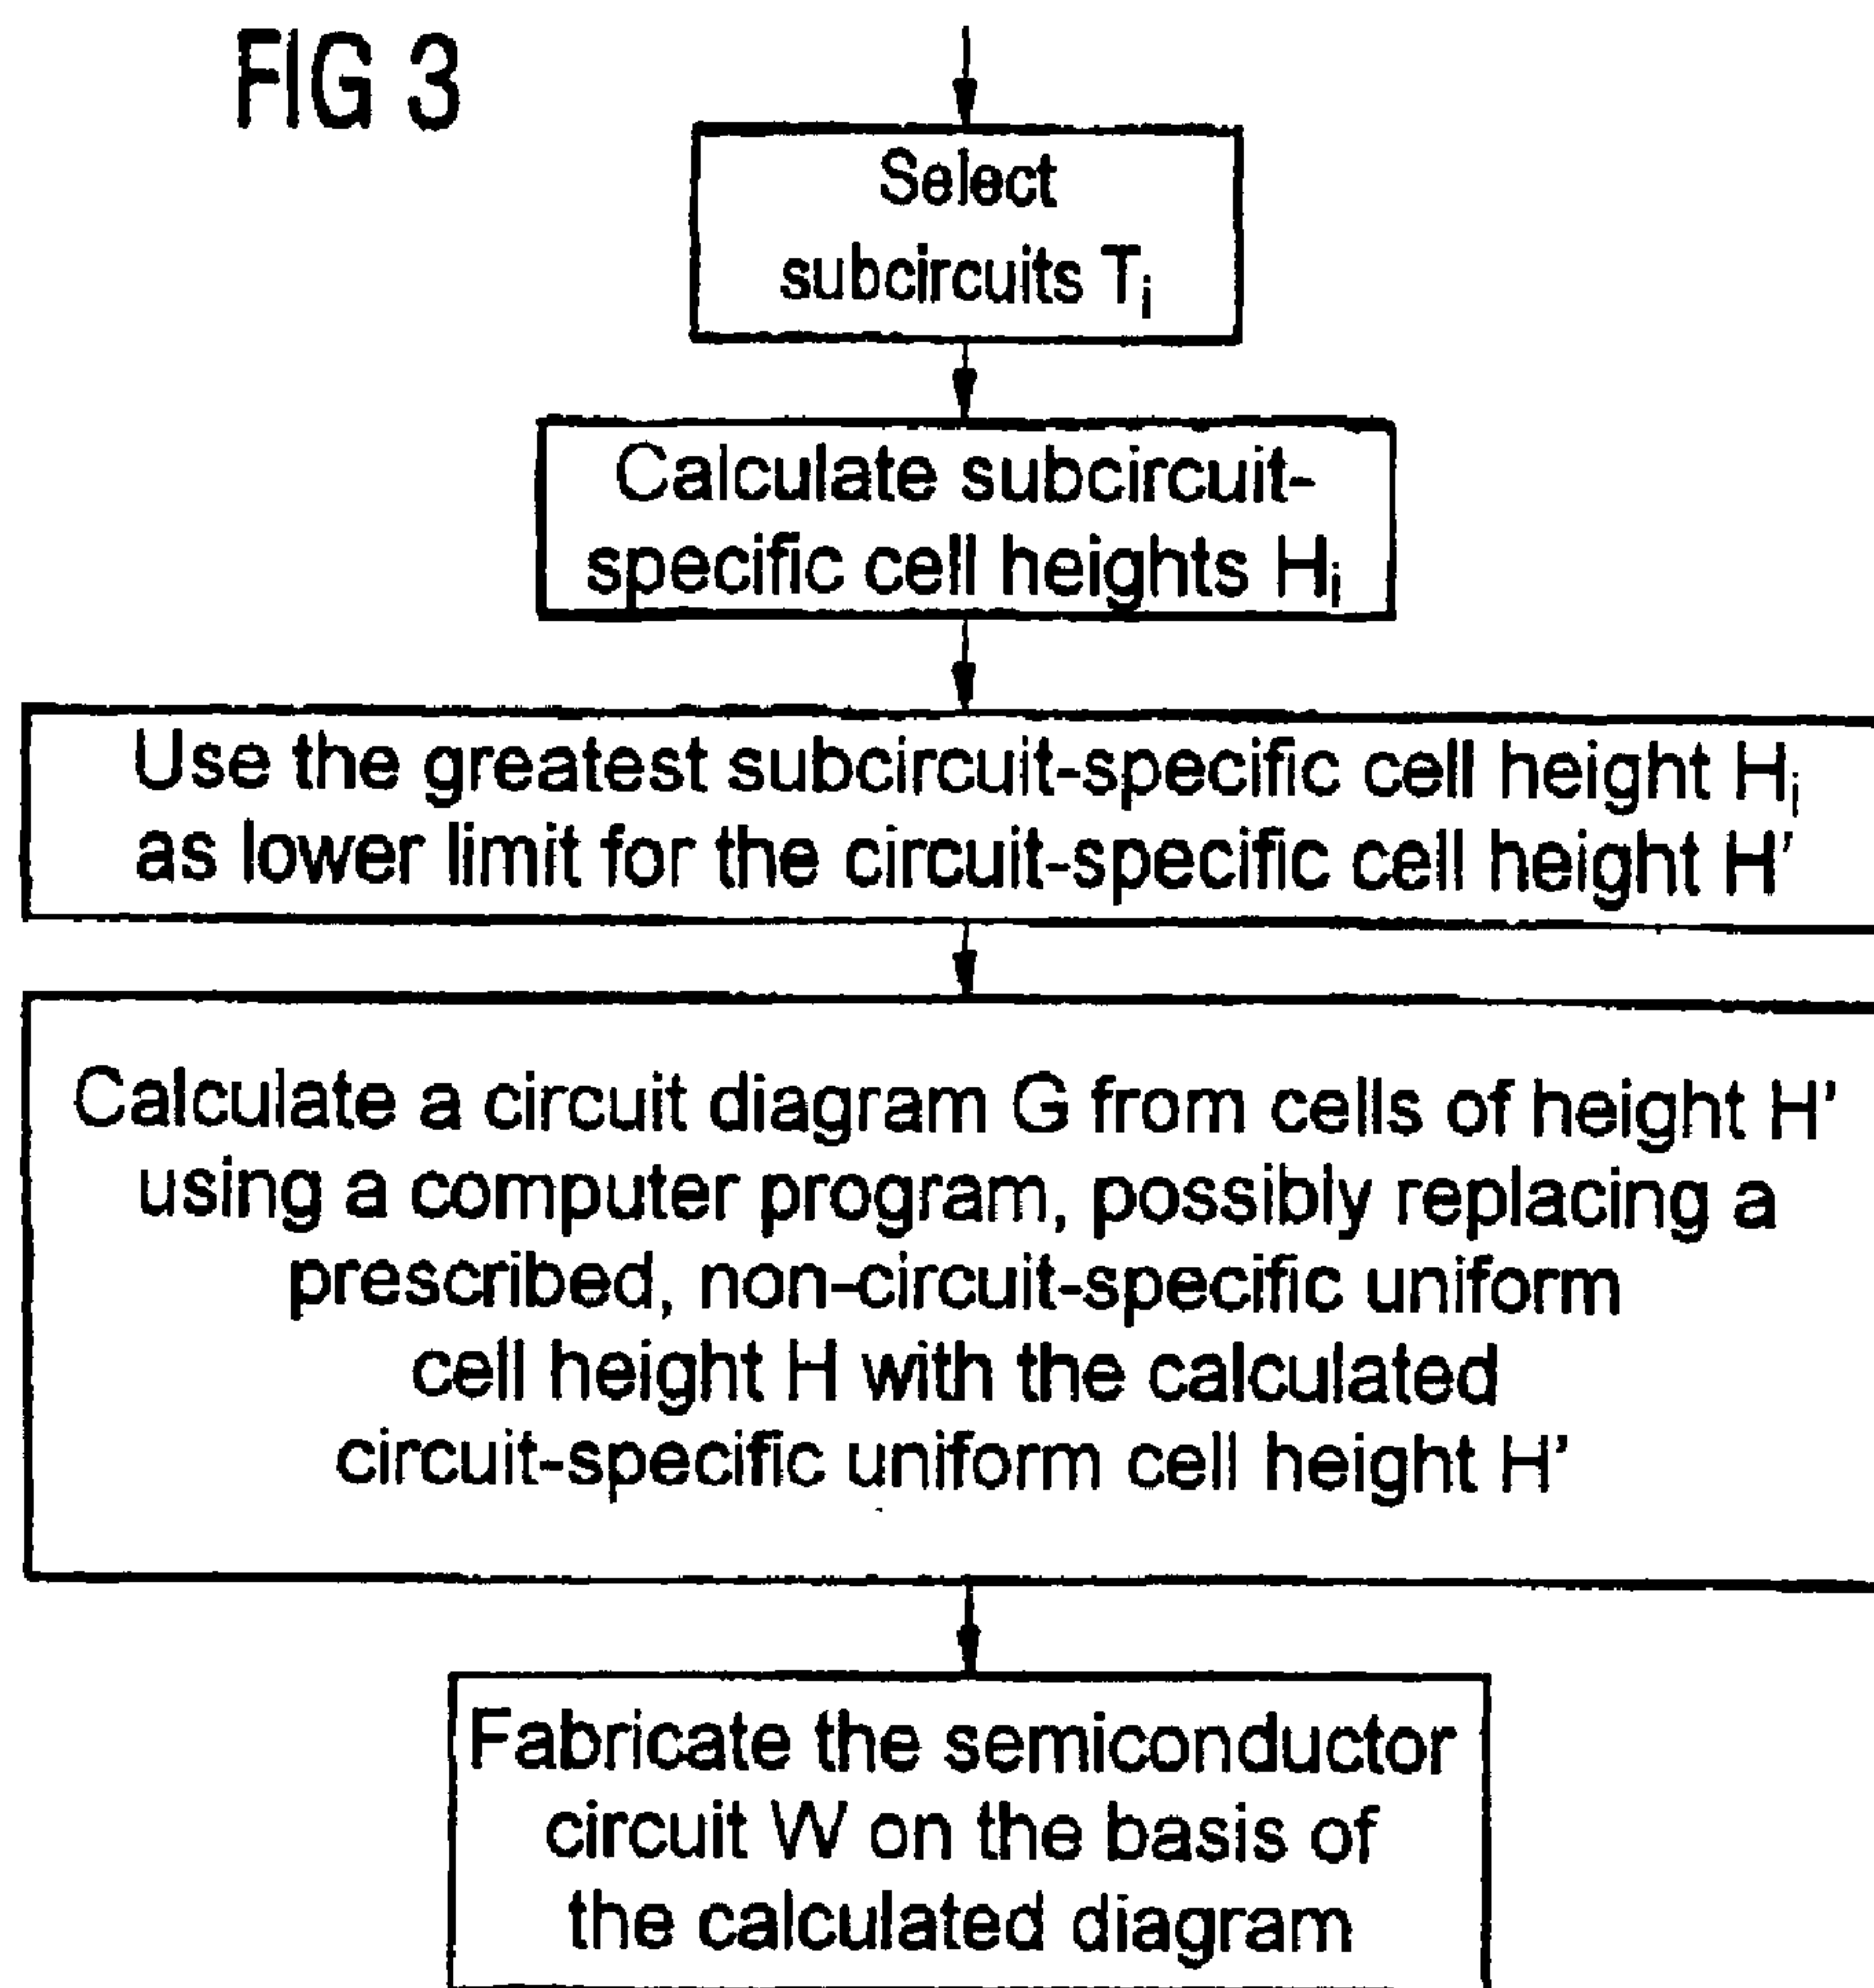 FIG 3
Select
subcircuits Ti
Calculate subcircuit-
specific cell heights Hi
Use the greatest subcircuit-specific cell height Hi
as lower limit for the circuit-specific cell height H'
Calculate a circuit diagram G from cells of height H'
using a computer program, possibly replacing a
prescribed, non-circuit-specific uniform
cell height H with the calculated
circuit-specific uniform cell height H'
Fabricate the semiconductor
circuit W on the basis of
the calculated diagram